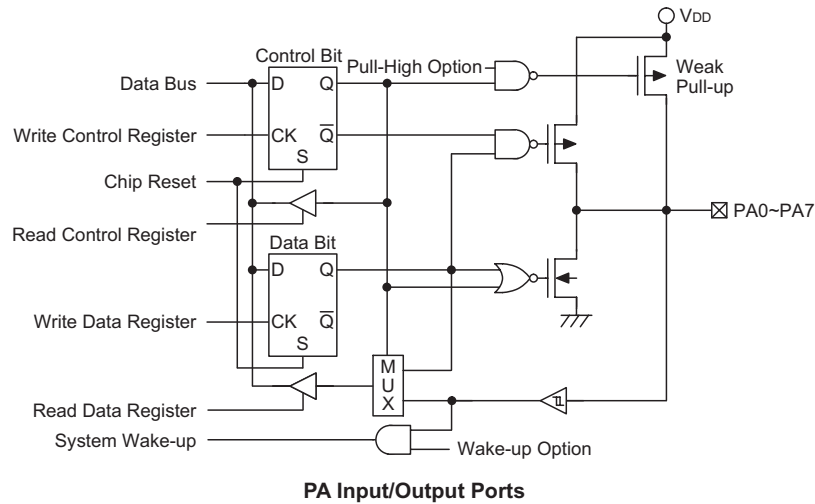 VDD
Control Bit
Pull-High Option
Weak
Pull-up
Data Bus
D
Q
Write Control Register
CK
Q̅
S
Chip Reset
PA0~PA7
Read Control Register
Data Bit
D
Q
Write Data Register
CK
Q̅
S
M
U
X
Read Data Register
System Wake-up
Wake-up Option
PA Input/Output Ports